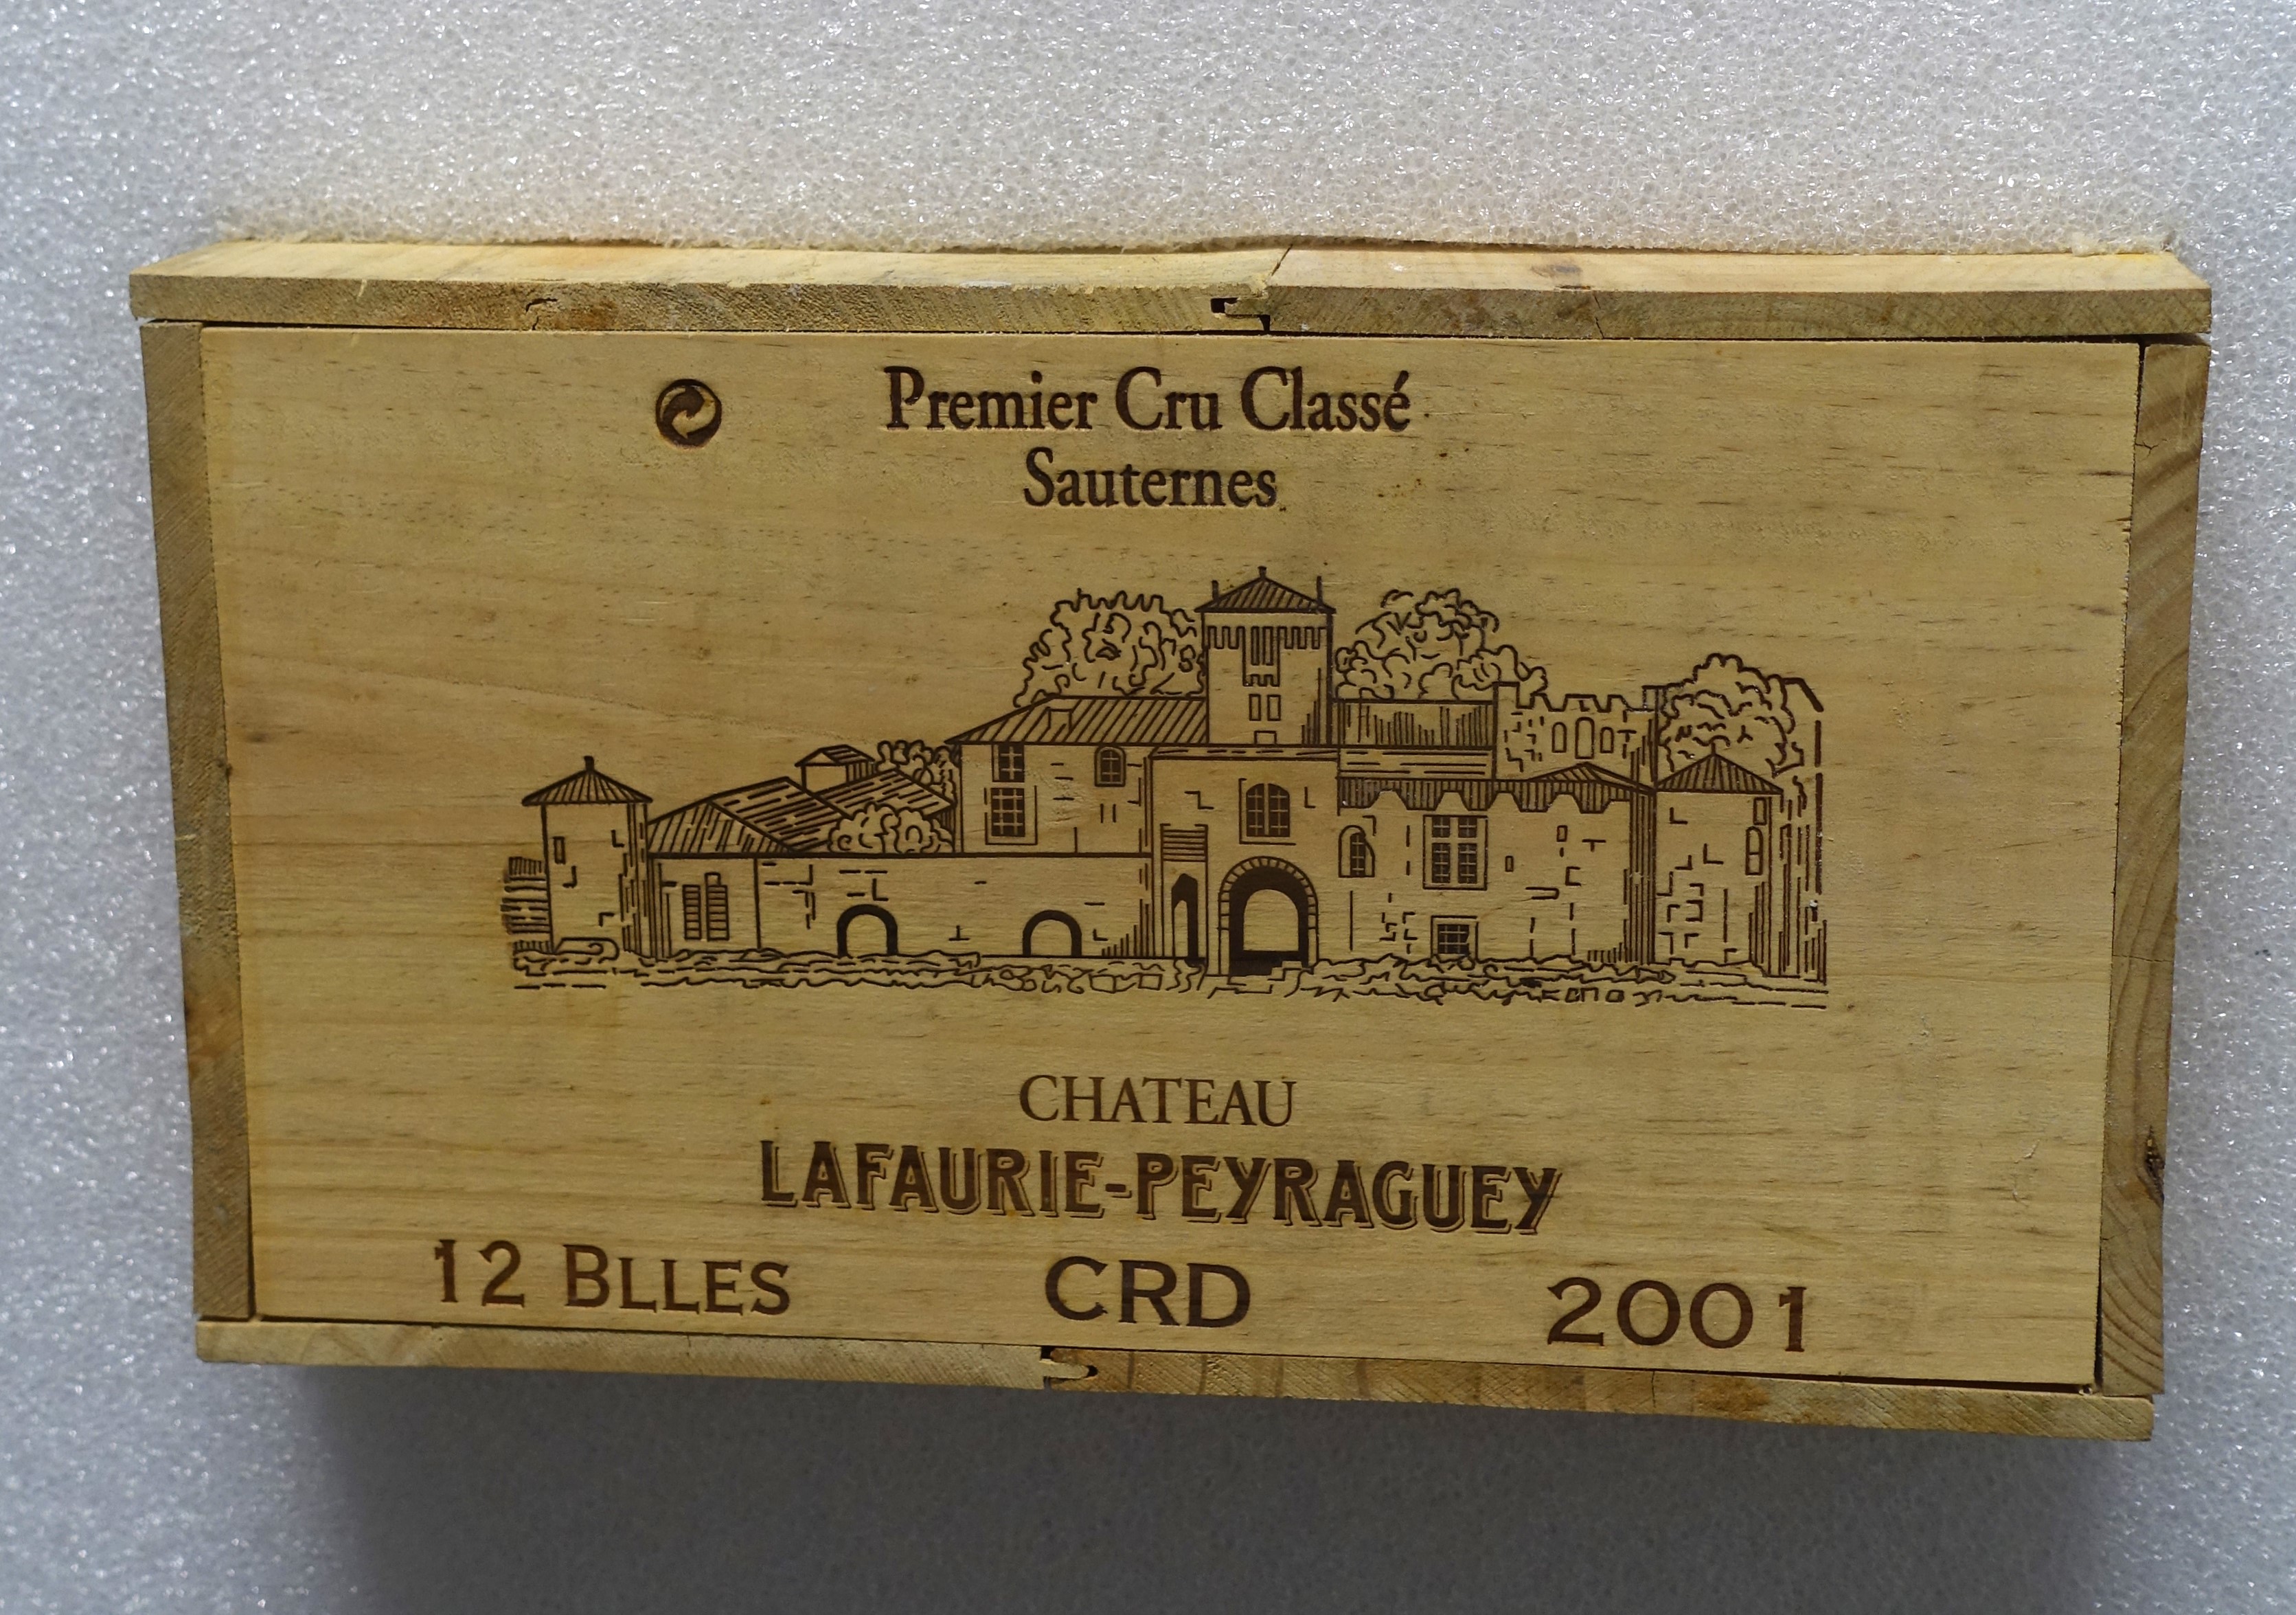 Premier Cru Classé
Sauternes
CHATEAU
LAFAURIE-PEYRAGUEY
12 BLLES CRD 2001